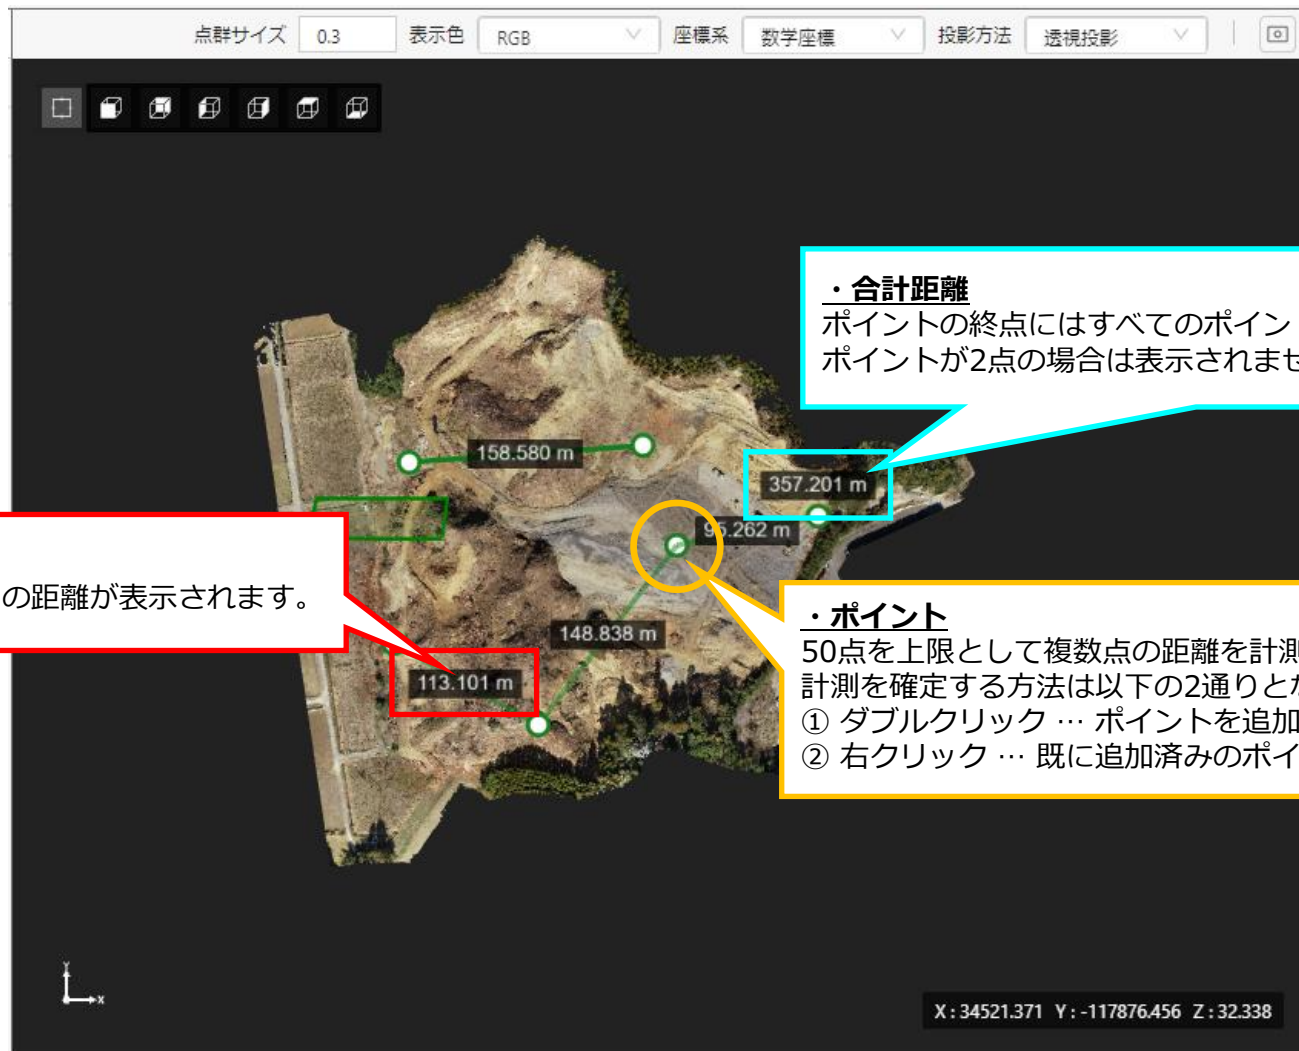 点群サイズ 0.3 表示色 RGB 座標系 数学座標 投影方法 透視投影
・合計距離
ポイントの終点にはすべてのポイン
ポイントが2点の場合は表示されませ
158.580 m
357.201 m
95.262 m
の距離が表示されます。
148.838 m
113.101 m
・ポイント
50点を上限として複数点の距離を計測
計測を確定する方法は以下の2通りとな
① ダブルクリック … ポイントを追加
② 右クリック … 既に追加済みのポイ
Y
X
X : 34521.371 Y : -117876.456 Z : 32.338